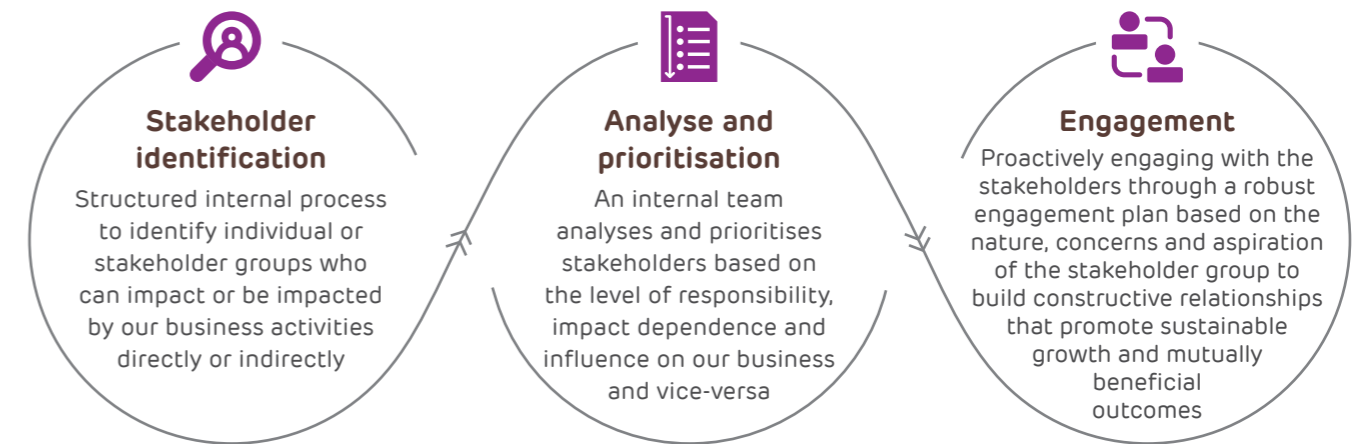 Stakeholder
identification
Structured internal process
to identify individual or
stakeholder groups who
can impact or be impacted
by our business activities
directly or indirectly
Analyse and
prioritisation
An internal team
analyses and prioritises
stakeholders based on
the level of responsibility,
impact dependence and
influence on our business
and vice-versa
Engagement
Proactively engaging with the
stakeholders through a robust
engagement plan based on the
nature, concerns and aspiration
of the stakeholder group to
build constructive relationships
that promote sustainable
growth and mutually
beneficial
outcomes